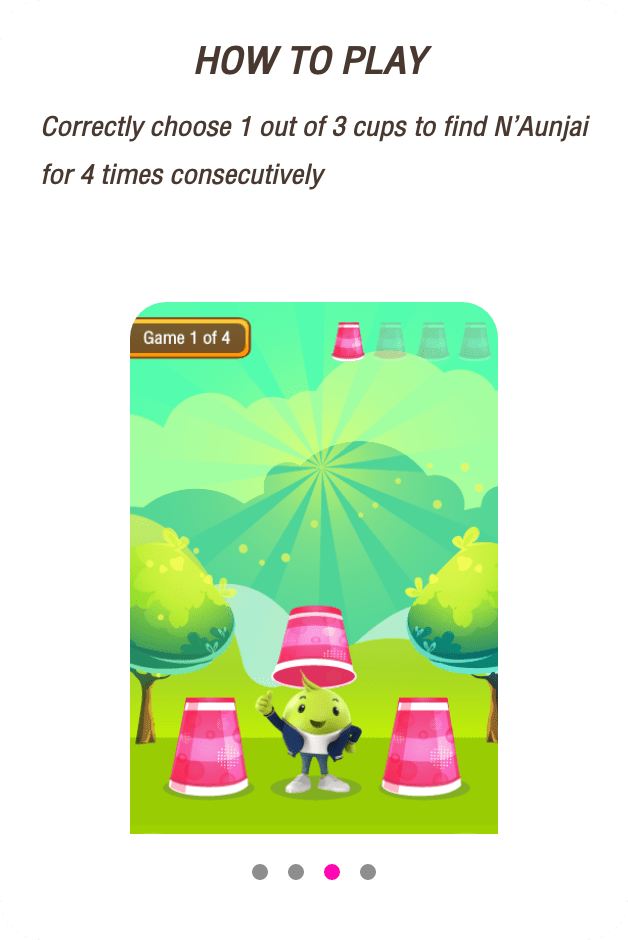 HOW TO PLAY
Correctly choose 1 out of 3 cups to find N’Aunjai
for 4 times consecutively
Game 1 of 4